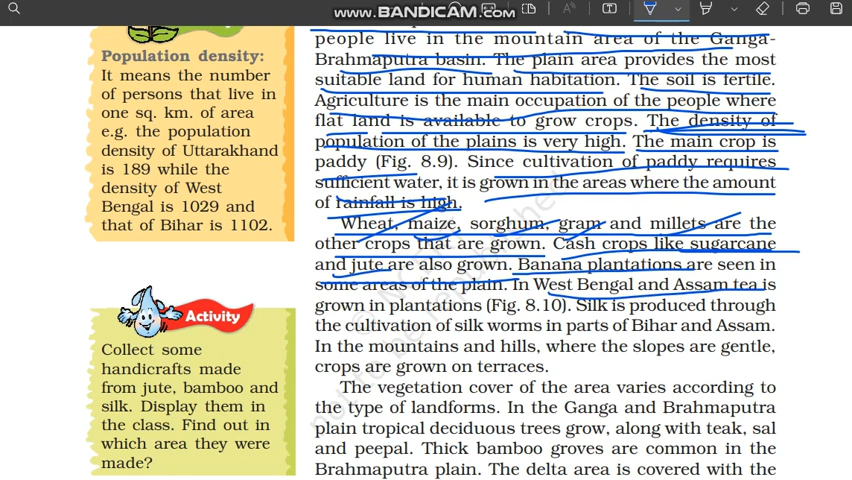 www.BANDICAM.com
Population density:
It means the number
of persons that live in
one sq. km. of area
e.g. the population
density of Uttarakhand
is 189 while the
density of West
Bengal is 1029 and
that of Bihar is 1102.
Activity
Collect some
handicrafts made
from jute, bamboo and
silk. Display them in
the class. Find out in
which area they were
made?
people live in the mountain area of the Ganga-
Brahmaputra basin. The plain area provides the most
suitable land for human habitation. The soil is fertile.
Agriculture is the main occupation of the people where
flat land is available to grow crops. The density of
population of the plains is very high. The main crop is
paddy (Fig. 8.9). Since cultivation of paddy requires
sufficient water, it is grown in the areas where the amount
of rainfall is high.
Wheat, maize, sorghum, gram and millets are the
other crops that are grown. Cash crops like sugarcane
and jute are also grown. Banana plantations are seen in
some areas of the plain. In West Bengal and Assam tea is
grown in plantations (Fig. 8.10). Silk is produced through
the cultivation of silk worms in parts of Bihar and Assam.
In the mountains and hills, where the slopes are gentle,
crops are grown on terraces.
The vegetation cover of the area varies according to
the type of landforms. In the Ganga and Brahmaputra
plain tropical deciduous trees grow, along with teak, sal
and peepal. Thick bamboo groves are common in the
Brahmaputra plain. The delta area is covered with the
not to be republished